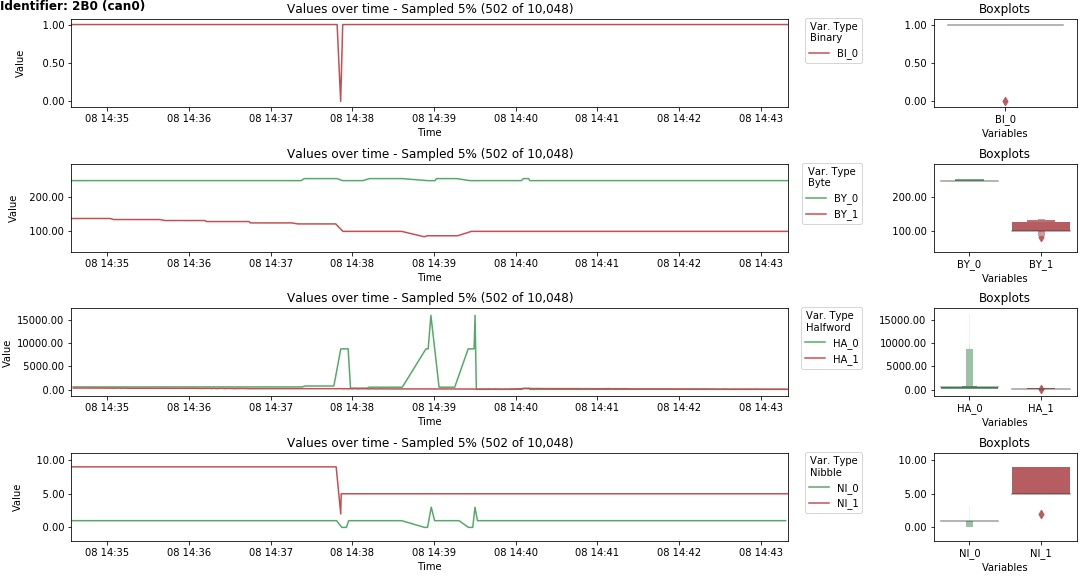 Identifier: 2B0 (can0)
Values over time - Sampled 5% (502 of 10,048)
Boxplots
1.00
0.50
0.00
Value
08 14:35 08 14:36 08 14:37 08 14:38 08 14:39 08 14:40 08 14:41 08 14:42 08 14:43
Time
Var. Type
Binary
BI_0
1.00
0.50
0.00
BI_0
Variables
Values over time - Sampled 5% (502 of 10,048)
Boxplots
200.00
100.00
Value
08 14:35 08 14:36 08 14:37 08 14:38 08 14:39 08 14:40 08 14:41 08 14:42 08 14:43
Time
Var. Type
Byte
BY_0
BY_1
200.00
100.00
BY_0 BY_1
Variables
Values over time - Sampled 5% (502 of 10,048)
Boxplots
15000.00
10000.00
5000.00
0.00
Value
08 14:35 08 14:36 08 14:37 08 14:38 08 14:39 08 14:40 08 14:41 08 14:42 08 14:43
Time
Var. Type
Halfword
HA_0
HA_1
15000.00
10000.00
5000.00
0.00
HA_0 HA_1
Variables
Values over time - Sampled 5% (502 of 10,048)
Boxplots
10.00
5.00
0.00
Value
08 14:35 08 14:36 08 14:37 08 14:38 08 14:39 08 14:40 08 14:41 08 14:42 08 14:43
Time
Var. Type
Nibble
NI_0
NI_1
10.00
5.00
0.00
NI_0 NI_1
Variables